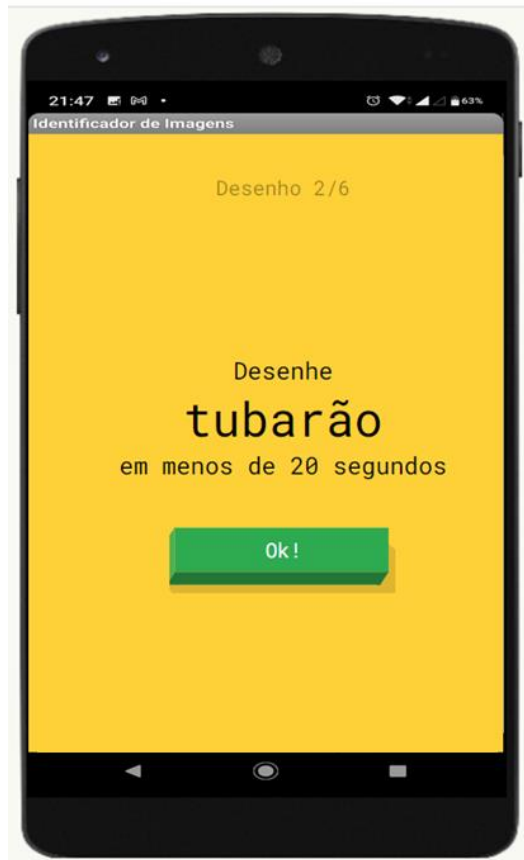 21:47
63%
Identificador de Imagens
Desenho 2/6
Desenhe
tubarão
em menos de 20 segundos
Ok!